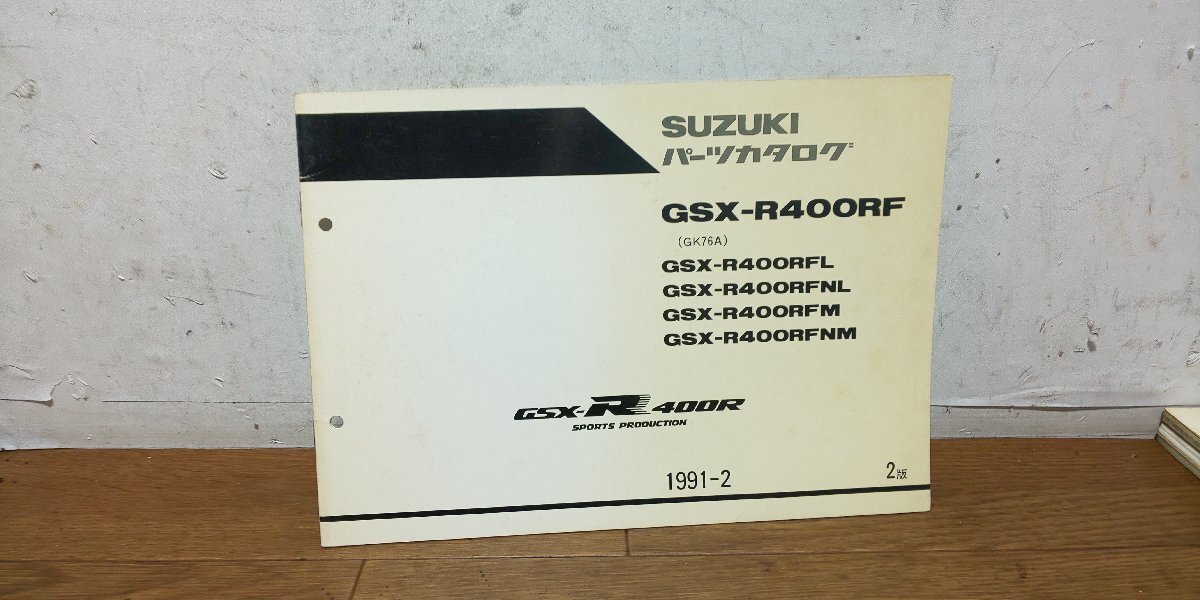 SUZUKI
パーツカタログ
GSX-R400RF
(GK76A)
GSX-R400RFL
GSX-R400RFNL
GSX-R400RFM
GSX-R400RFNM
GSX-R 400R
SPORTS PRODUCTION
1991-2
2版